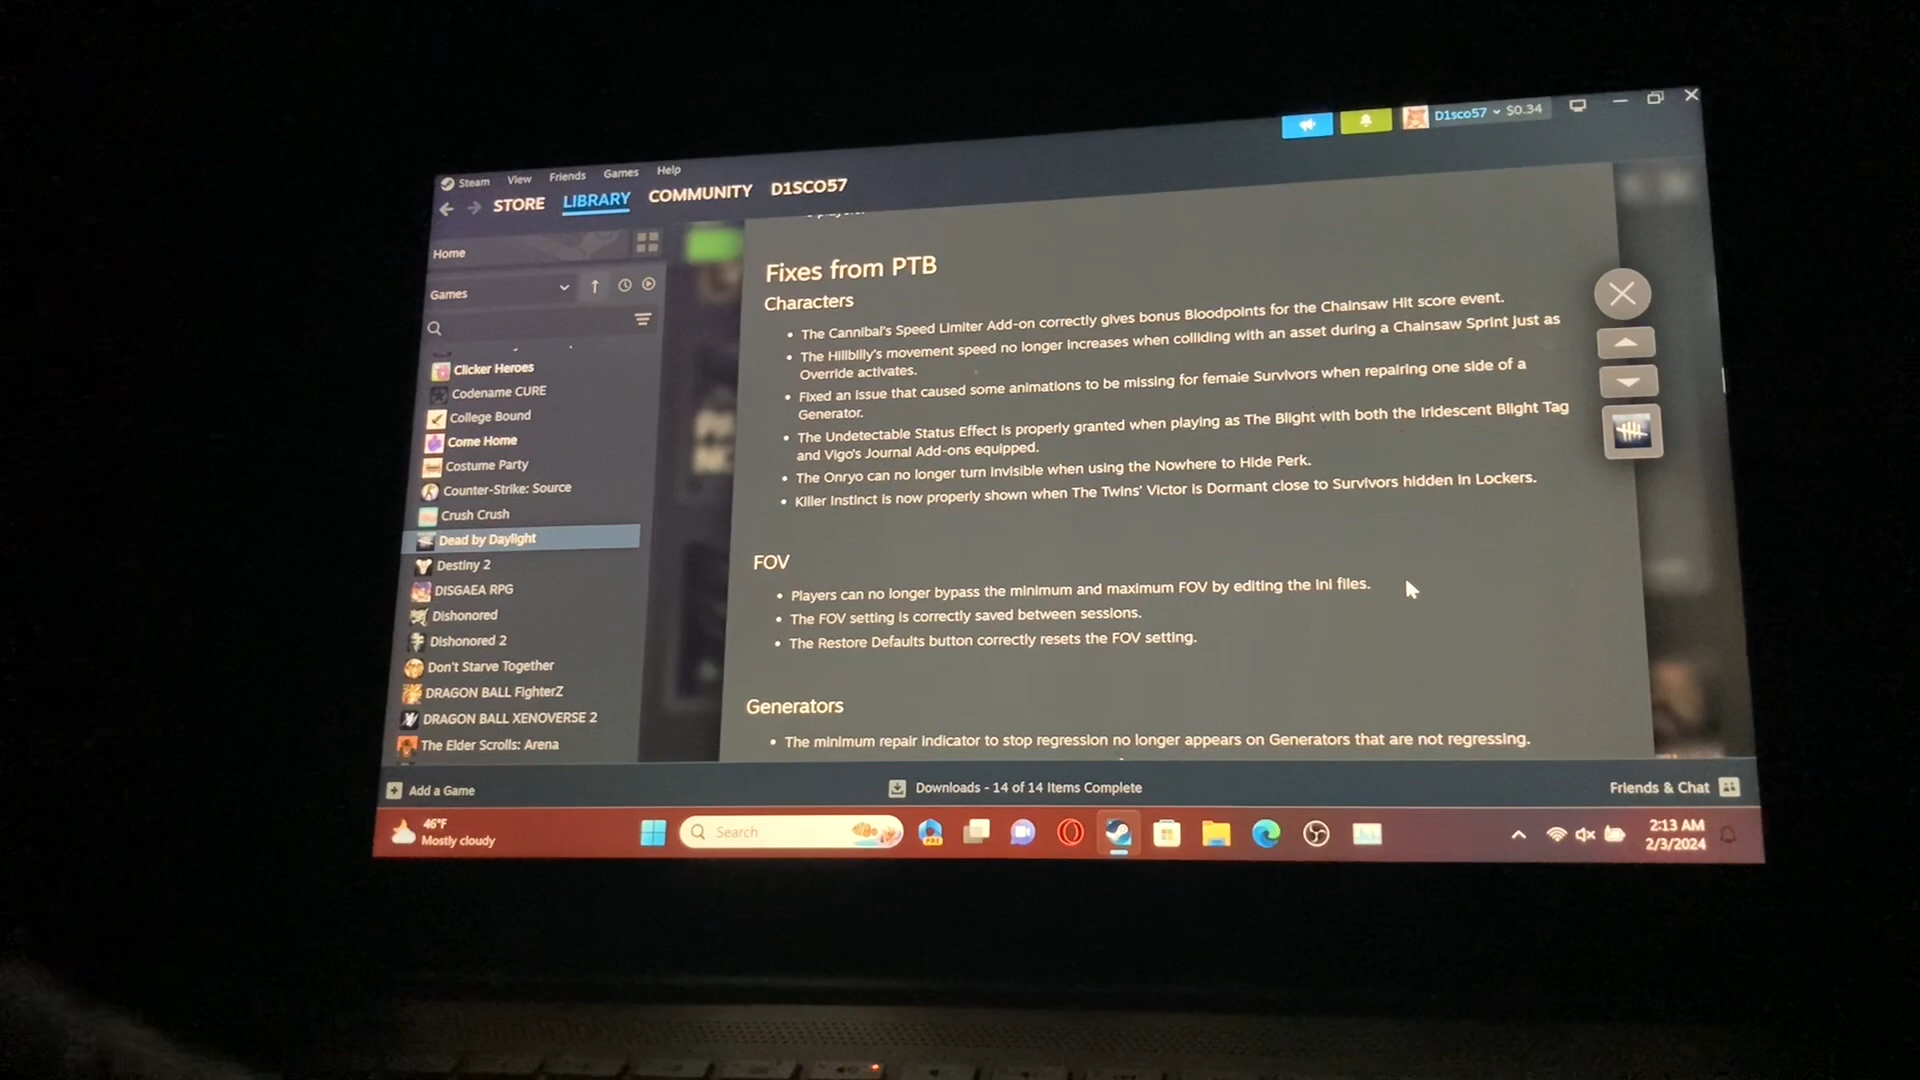 D1sco57 $0.34
Steam View Friends Games Help
STORE LIBRARY COMMUNITY D1SCO57
Home
Games
Clicker Heroes
Codename CURE
College Bound
Come Home
Costume Party
Counter-Strike: Source
Crush Crush
Dead by Daylight
Destiny 2
DISGAEA RPG
Dishonored
Dishonored 2
Don't Starve Together
DRAGON BALL FighterZ
DRAGON BALL XENOVERSE 2
The Elder Scrolls: Arena
Fixes from PTB
Characters
• The Cannibal's Speed Limiter Add-on correctly gives bonus Bloodpoints for the Chainsaw Hit score event.
• The Hillbilly's movement speed no longer increases when colliding with an asset during a Chainsaw Sprint just as
Override activates.
• Fixed an issue that caused some animations to be missing for female Survivors when repairing one side of a
Generator.
• The Undetectable Status Effect is properly granted when playing as The Blight with both the Iridescent Blight Tag
and Vigo's Journal Add-ons equipped.
• The Onryo can no longer turn invisible when using the Nowhere to Hide Perk.
• Killer Instinct is now properly shown when The Twins' Victor is Dormant close to Survivors hidden in Lockers.
FOV
• Players can no longer bypass the minimum and maximum FOV by editing the ini files.
• The FOV setting is correctly saved between sessions.
• The Restore Defaults button correctly resets the FOV setting.
Generators
• The minimum repair indicator to stop regression no longer appears on Generators that are not regressing.
Add a Game
Downloads - 14 of 14 Items Complete
Friends & Chat
46°F
Mostly cloudy
Search
PRE
2:13 AM
2/3/2024